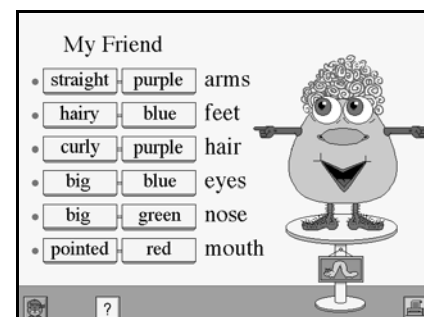 My Friend
straight purple arms
hairy blue feet
curly purple hair
big blue eyes
big green nose
pointed red mouth
?